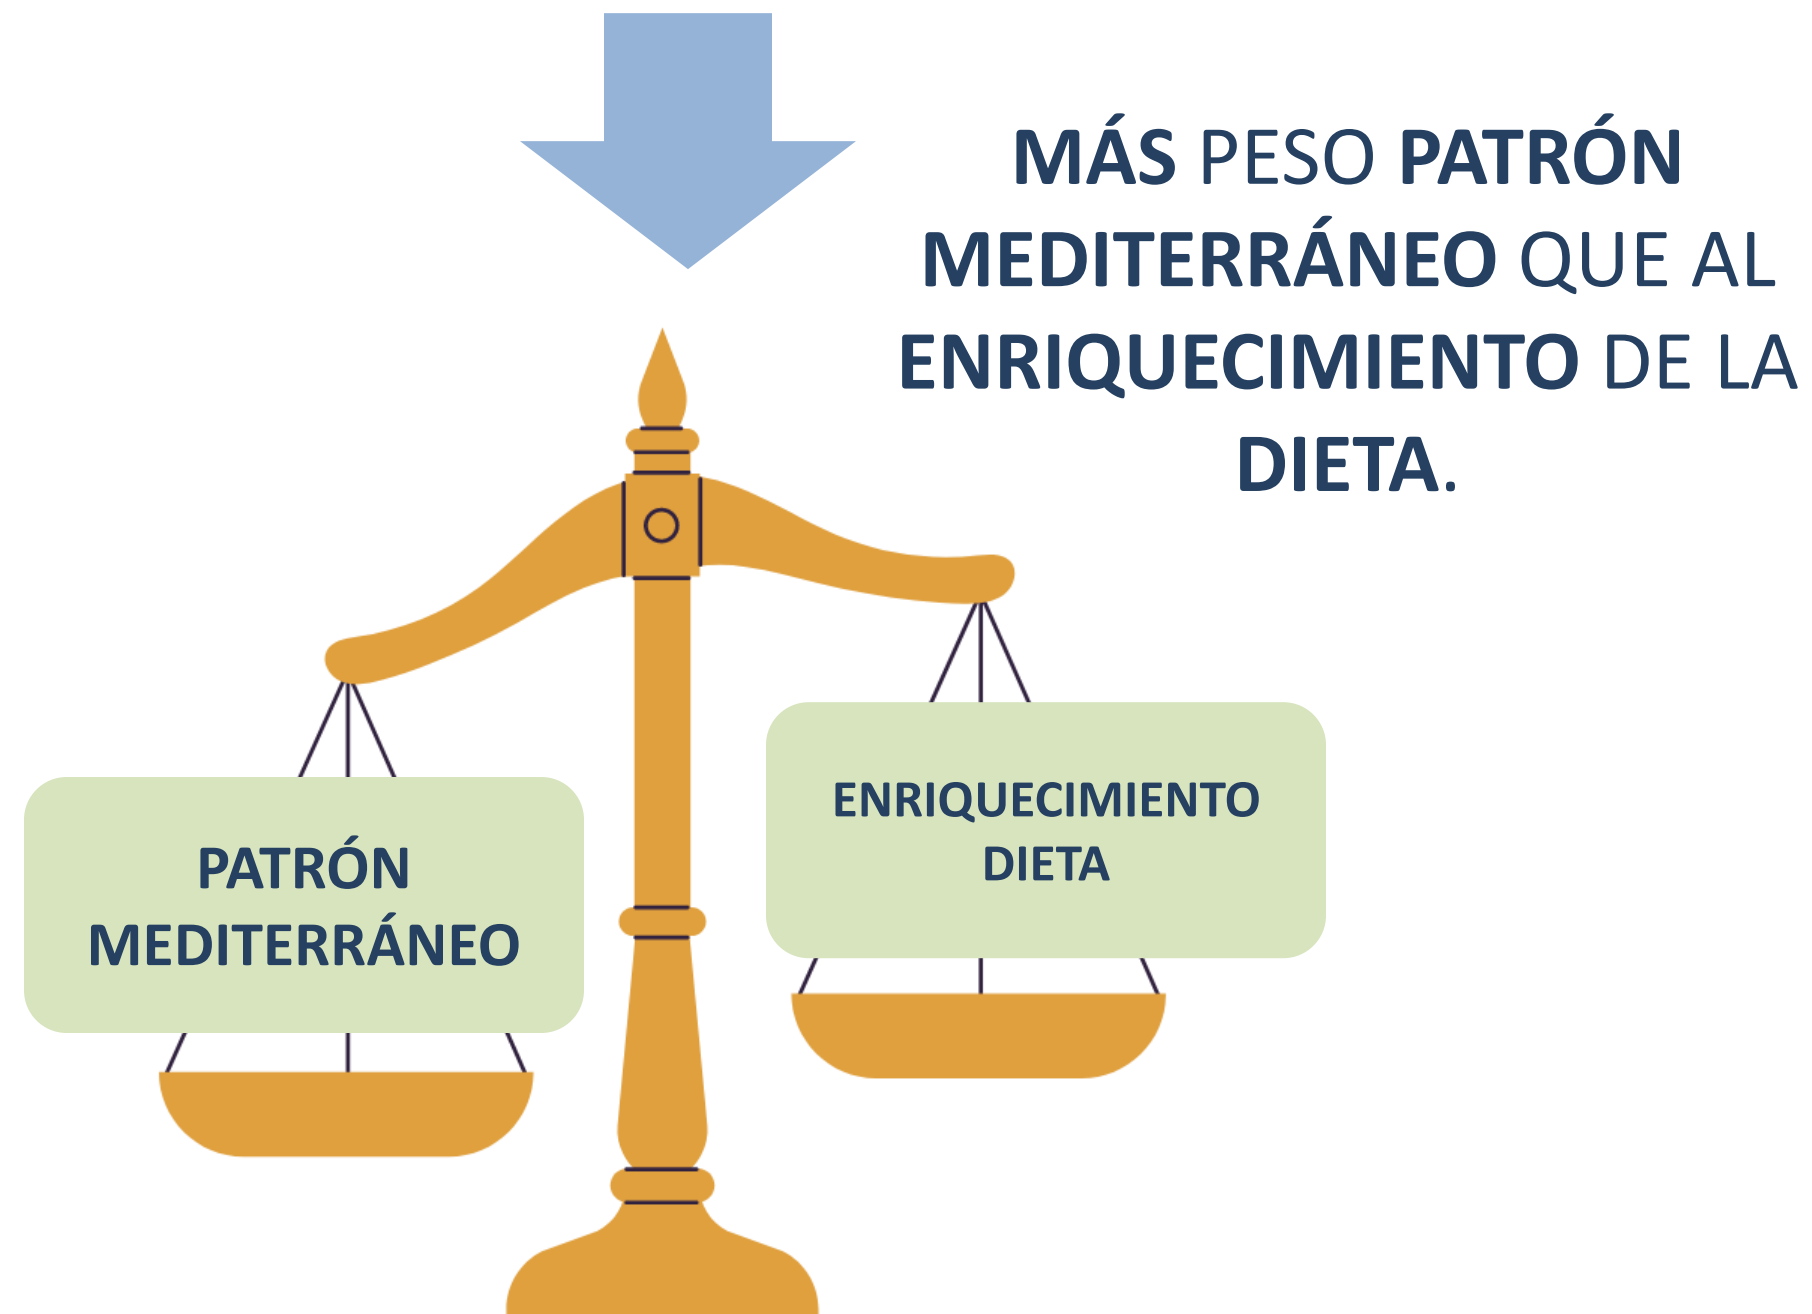 MÁS PESO PATRÓN
MEDITERRÁNEO QUE AL
ENRIQUECIMIENTO DE LA
DIETA.
ENRIQUECIMIENTO
DIETA
PATRÓN
MEDITERRÁNEO